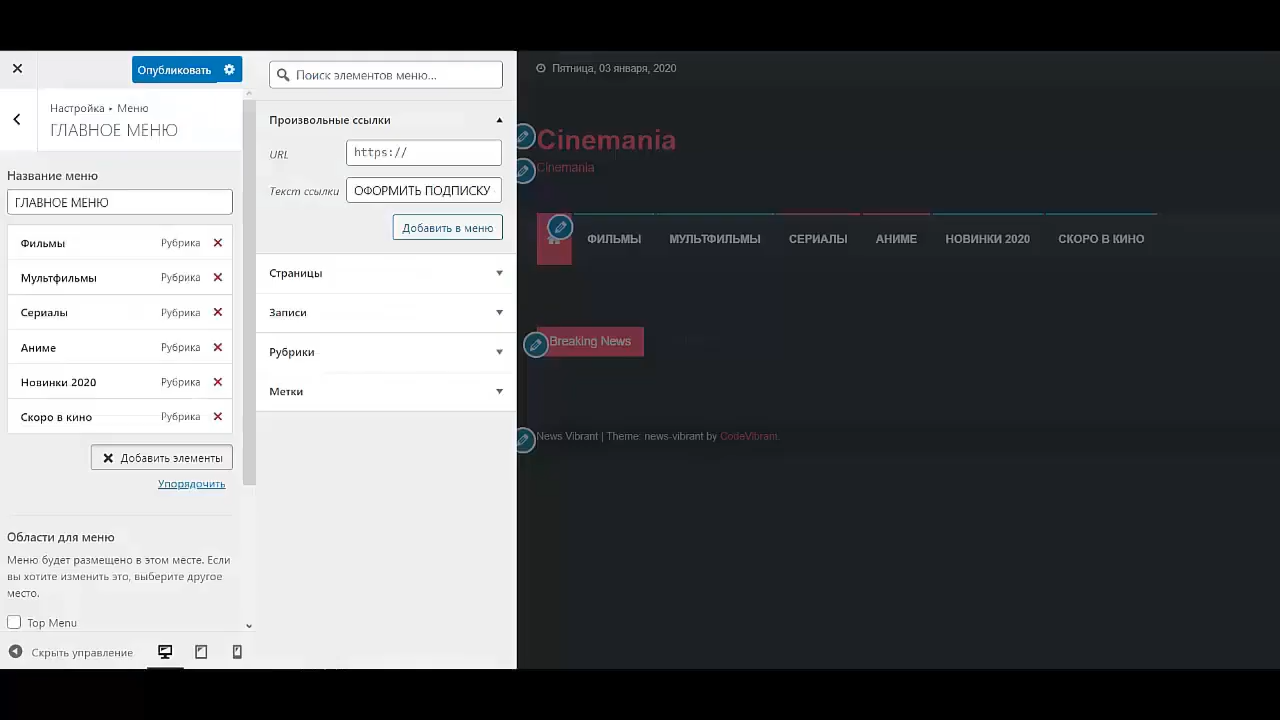 Опубликовать
Настройка ▸ Меню
ГЛАВНОЕ МЕНЮ
Название меню
ГЛАВНОЕ МЕНЮ
Фильмы Рубрика
Мультфильмы Рубрика
Сериалы Рубрика
Аниме Рубрика
Новинки 2020 Рубрика
Скоро в кино Рубрика
Добавить элементы
Упорядочить
Области для меню
Меню будет размещено в этом месте. Если
вы хотите изменить это, выберите другое
место.
Top Menu
Скрыть управление
Поиск элементов меню...
Произвольные ссылки
URL https://
Текст ссылки ОФОРМИТЬ ПОДПИСКУ
Добавить в меню
Страницы
Записи
Рубрики
Метки
Пятница, 03 января, 2020
Cinemania
Cinemania
ФИЛЬМЫ МУЛЬТФИЛЬМЫ СЕРИАЛЫ АНИМЕ НОВИНКИ 2020 СКОРО В КИНО
Breaking News
News Vibrant | Theme: news-vibrant by CodeVibrant.